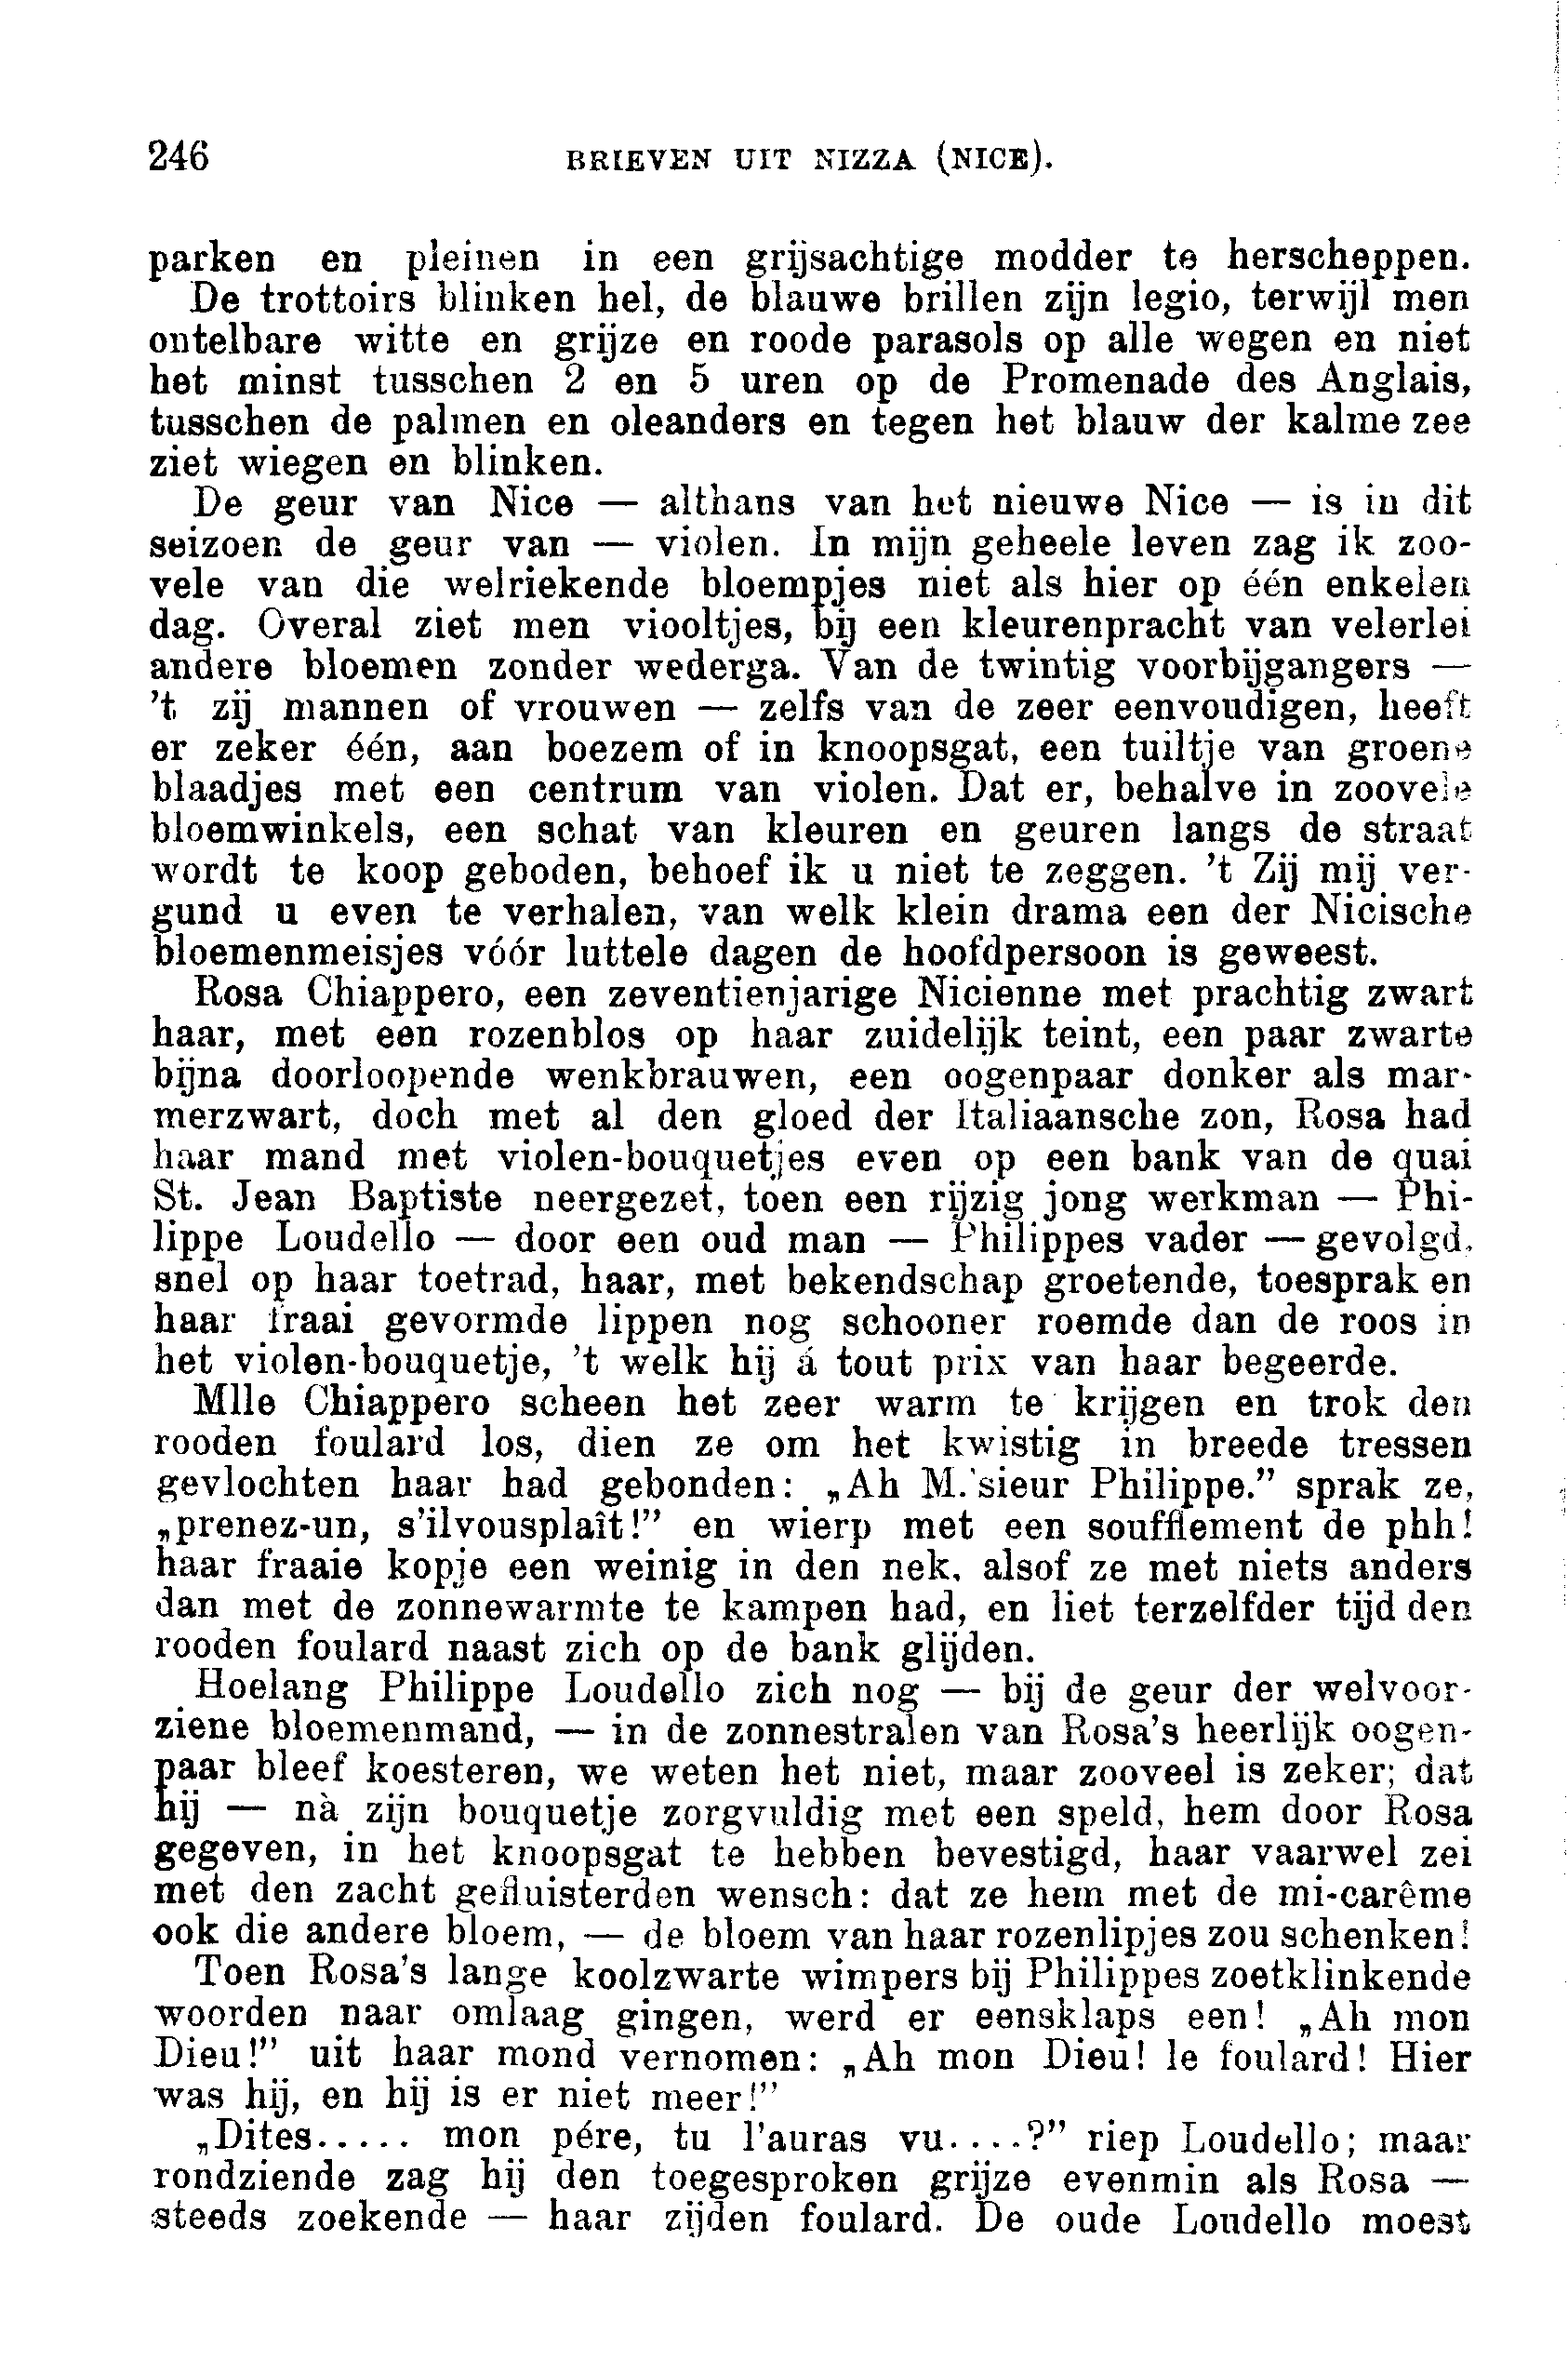 246 BRIEVEN UIT NIZZA (NICE).
parken en pleinen in een grijsachtige modder te herscheppen.
De trottoirs blinken hel, de blauwe brillen zijn legio, terwijl men
ontelbare witte en grijze en roode parasols op alle wegen en niet
het minst tusschen 2 en 5 uren op de Promenade des Anglais,
tusschen de palmen en oleanders en tegen het blauw der kalme zee
ziet wiegen en blinken.
De geur van Nice — althans van het nieuwe Nice — is in dit
seizoen de geur van — violen. In mijn geheele leven zag ik zoo-
vele van die welriekende bloempjes niet als hier op één enkelen
dag. Overal ziet men viooltjes, bij een kleurenpracht van velerlei
andere bloemen zonder wederga. Van de twintig voorbijgangers —
't zij mannen of vrouwen — zelfs van de zeer eenvoudigen, heeft
er zeker één, aan boezem of in knoopsgat, een tuiltje van groene
blaadjes met een centrum van violen. Dat er, behalve in zoovele
bloemwinkels, een schat van kleuren en geuren langs de straat
wordt te koop geboden, behoef ik u niet te zeggen. 't Zij mij ver-
gund u even te verhalen, van welk klein drama een der Nicische
bloemenmeisjes vóór luttele dagen de hoofdpersoon is geweest.
Rosa Chiappero, een zeventienjarige Nicienne met prachtig zwart
haar, met een rozenblos op haar zuidelijk teint, een paar zwarte
bijna doorloopende wenkbrauwen, een oogenpaar donker als mar-
merzwart, doch met al den gloed der Italiaansche zon, Rosa had
haar mand met violen-bouquetjes even op een bank van de quai
St. Jean Baptiste neergezet, toen een rijzig jong werkman — Phi-
lippe Loudello — door een oud man — Philippes vader — gevolgd,
snel op haar toetrad, haar, met bekendschap groetende, toesprak en
haar fraai gevormde lippen nog schooner roemde dan de roos in
het violen-bouquetje, 't welk hij á tout prix van haar begeerde.
Mlle Chiappero scheen het zeer warm te krijgen en trok den
rooden foulard los, dien ze om het kwistig in breede tressen
gevlochten haar had gebonden: „Ah M.'sieur Philippe.” sprak ze,
„prenez-un, s'ilvousplaît!” en wierp met een soufflement de phh!
haar fraaie kopje een weinig in den nek, alsof ze met niets anders
dan met de zonnewarmte te kampen had, en liet terzelfder tijd den
rooden foulard naast zich op de bank glijden.
Hoelang Philippe Loudello zich nog — bij de geur der welvoor-
ziene bloemenmand, — in de zonnestralen van Rosa's heerlijk oogen-
paar bleef koesteren, we weten het niet, maar zooveel is zeker; dat
hij — nà zijn bouquetje zorgvuldig met een speld, hem door Rosa
gegeven, in het knoopsgat te hebben bevestigd, haar vaarwel zei
met den zacht gefluisterden wensch: dat ze hem met de mi-carême
ook die andere bloem, — de bloem van haar rozenlipjes zou schenken!
Toen Rosa's lange koolzwarte wimpers bij Philippes zoetklinkende
woorden naar omlaag gingen, werd er eensklaps een! „Ah mon
Dieu!” uit haar mond vernomen: „Ah mon Dieu! le foulard! Hier
was hij, en hij is er niet meer!”
„Dites..... mon pére, tu l'auras vu....?” riep Loudello; maar
rondziende zag hij den toegesproken grijze evenmin als Rosa —
steeds zoekende — haar zijden foulard. De oude Loudello moest